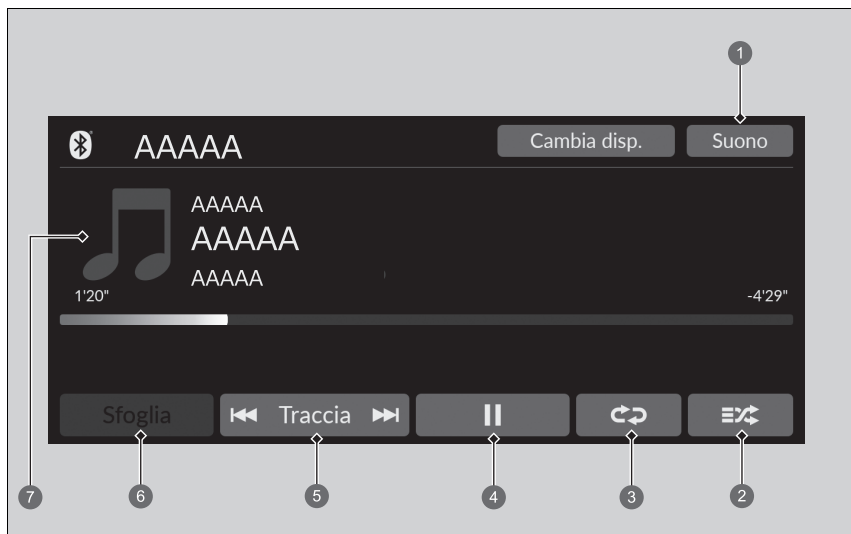 1
AAAAA
Cambia disp.
Suono
AAAAA
AAAAA
AAAAA
7
1'20"
-4'29"
Sfoglia
Traccia
6
5
4
3
2